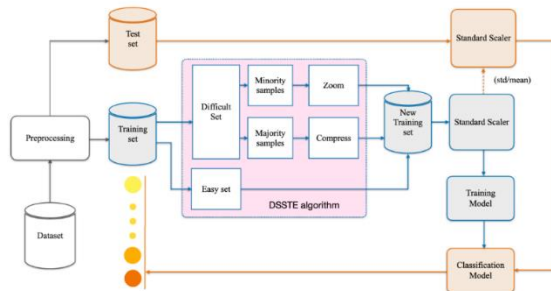 Test
set
Standard Scaler
(std/mean)
Minority
samples
Zoom
Difficult
Set
Preprocessing
Training
set
Majority
samples
Compress
New
Training
set
Standard Scaler
Easy set
DSSTE algorithm
Training
Model
Dataset
Classification
Model